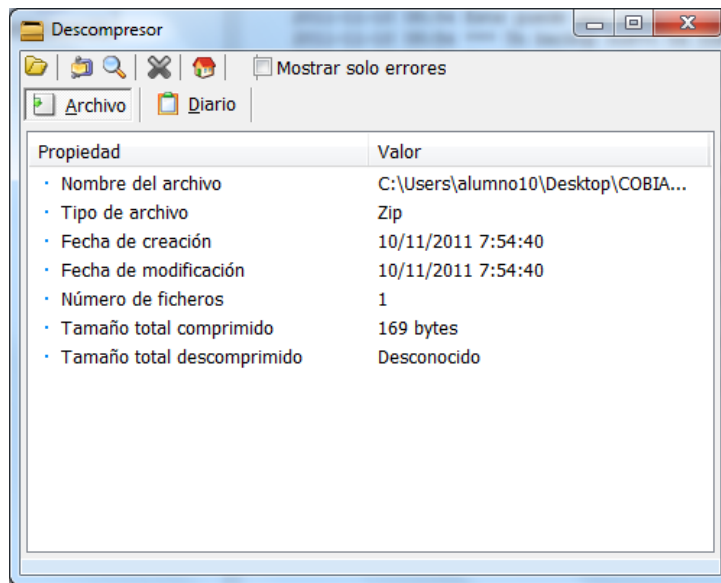 Descompresor
Mostrar solo errores
Archivo Diario
Propiedad Valor
Nombre del archivo C:\Users\alumno10\Desktop\COBIA...
Tipo de archivo Zip
Fecha de creación 10/11/2011 7:54:40
Fecha de modificación 10/11/2011 7:54:40
Número de ficheros 1
Tamaño total comprimido 169 bytes
Tamaño total descomprimido Desconocido